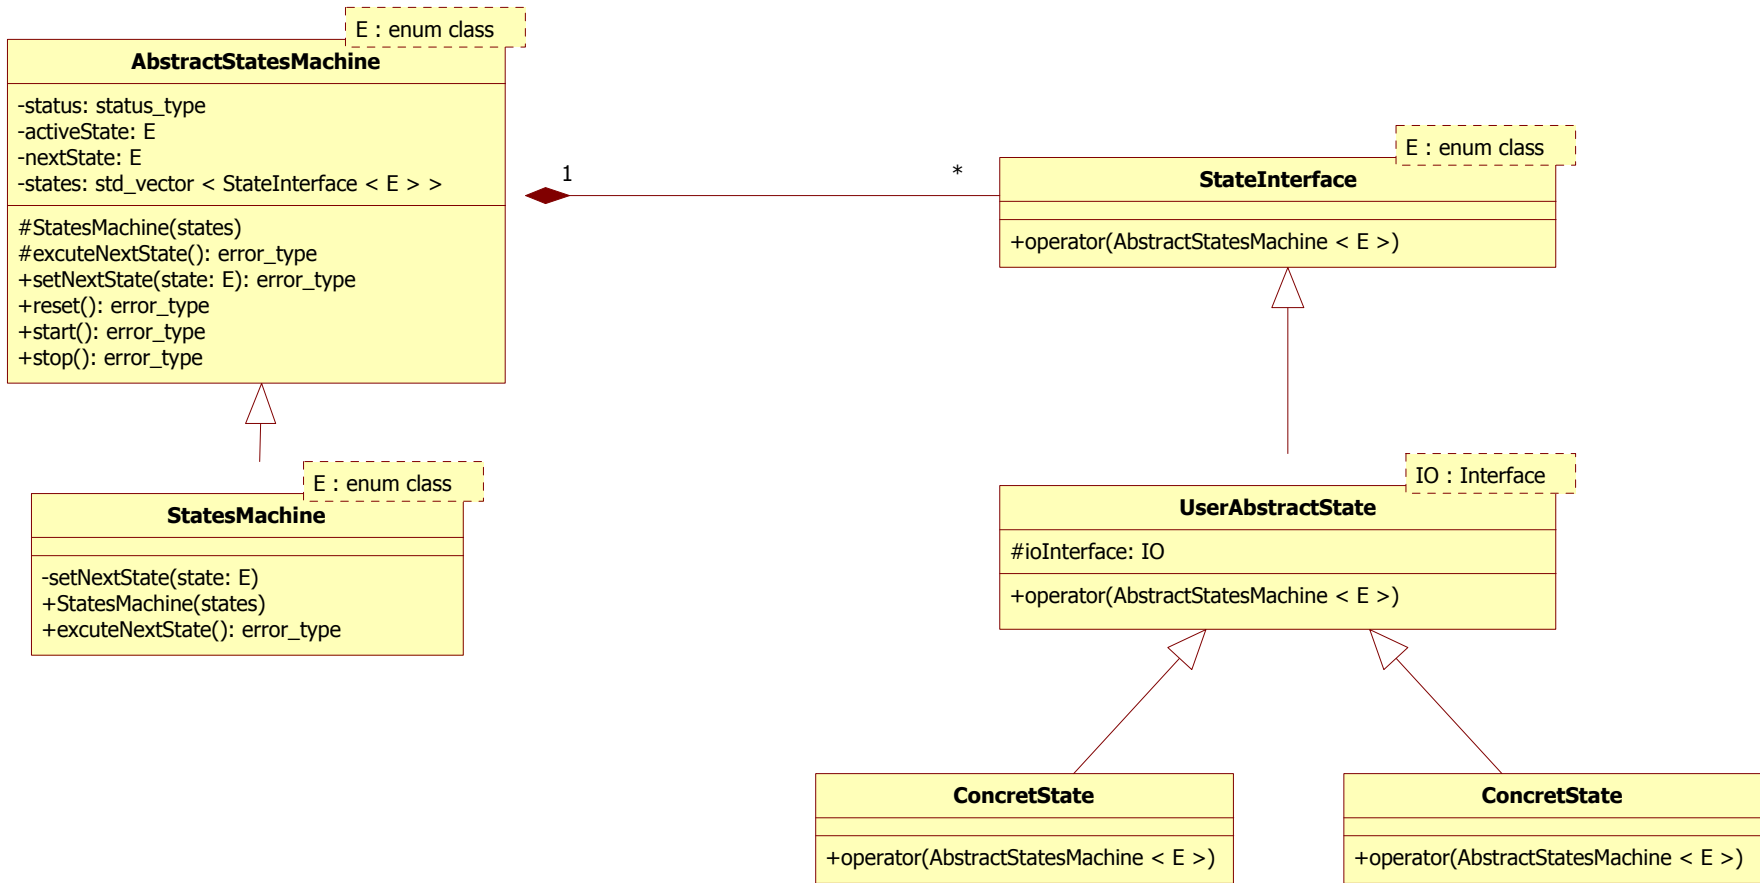 E : enum class
AbstractStatesMachine
-status: status_type
-activeState: E
-nextState: E
-states: std_vector < StateInterface < E > >
#StatesMachine(states)
#excuteNextState(): error_type
+setNextState(state: E): error_type
+reset(): error_type
+start(): error_type
+stop(): error_type
1
*
E : enum class
StateInterface
+operator(AbstractStatesMachine < E >)
E : enum class
StatesMachine
-setNextState(state: E)
+StatesMachine(states)
+excuteNextState(): error_type
IO : Interface
UserAbstractState
#ioInterface: IO
+operator(AbstractStatesMachine < E >)
ConcretState
+operator(AbstractStatesMachine < E >)
ConcretState
+operator(AbstractStatesMachine < E >)